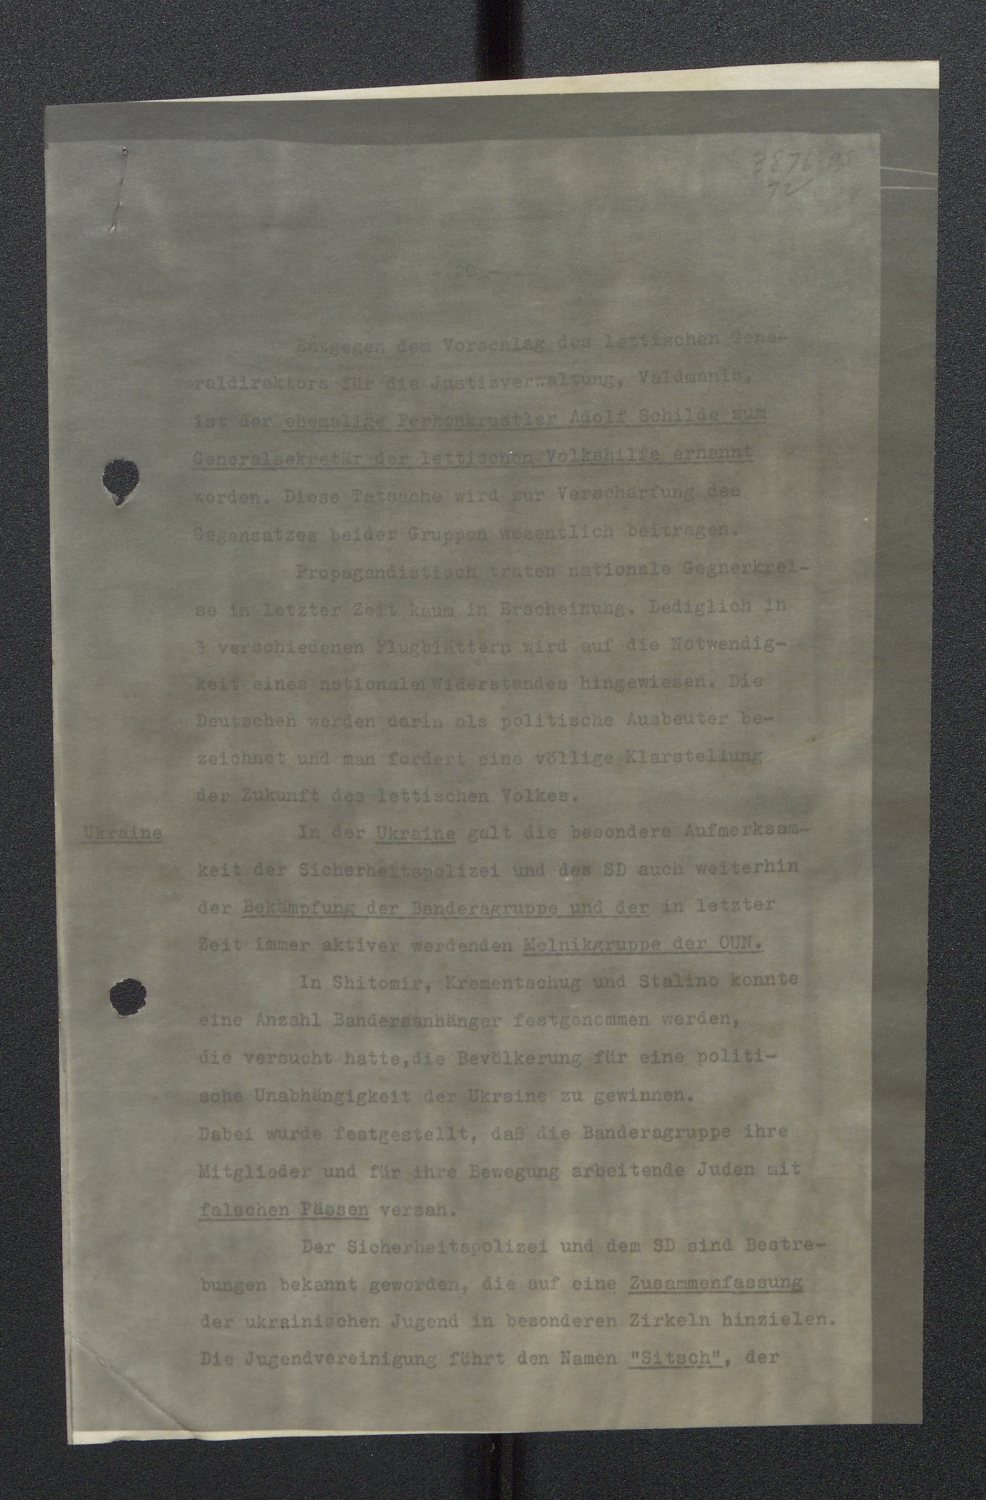 3876-PS
72
- 20 -
Entgegen dem Vorschlag des lettischen Gene-
raldirektors für die Justizverwaltung, Valdmanis,
ist der ehemalige Perkonkrustler Adolf Schilde zum
Generalsekretär der lettischen Volkshilfe ernannt
worden. Diese Tatsache wird zur Verschärfung des
Gegensatzes beider Gruppen wesentlich beitragen.
Propagandistisch traten nationale Gegnerkrei-
se in letzter Zeit kaum in Erscheinung. Lediglich in
3 verschiedenen Flugblättern wird auf die Notwendig-
keit eines nationalen Widerstandes hingewiesen. Die
Deutschen werden darin als politische Ausbeuter be-
zeichnet und man fordert eine völlige Klarstellung
der Zukunft des lettischen Volkes.
Ukraine In der Ukraine galt die besondere Aufmerksam-
keit der Sicherheitspolizei und des SD auch weiterhin
der Bekämpfung der Banderagruppe und der in letzter
Zeit immer aktiver werdenden Melnikgruppe der OUN.
In Shitomir, Krementschug und Stalino konnte
eine Anzahl Banderaanhänger festgenommen werden,
die versucht hatte,die Bevölkerung für eine politi-
sche Unabhängigkeit der Ukraine zu gewinnen.
Dabei wurde festgestellt, daß die Banderagruppe ihre
Mitglieder und für ihre Bewegung arbeitende Juden mit
falschen Pässen versah.
Der Sicherheitspolizei und dem SD sind Bestre-
bungen bekannt geworden, die auf eine Zusammenfassung
der ukrainischen Jugend in besonderen Zirkeln hinzielen.
Die Jugendvereinigung führt den Namen "Sitsch", der